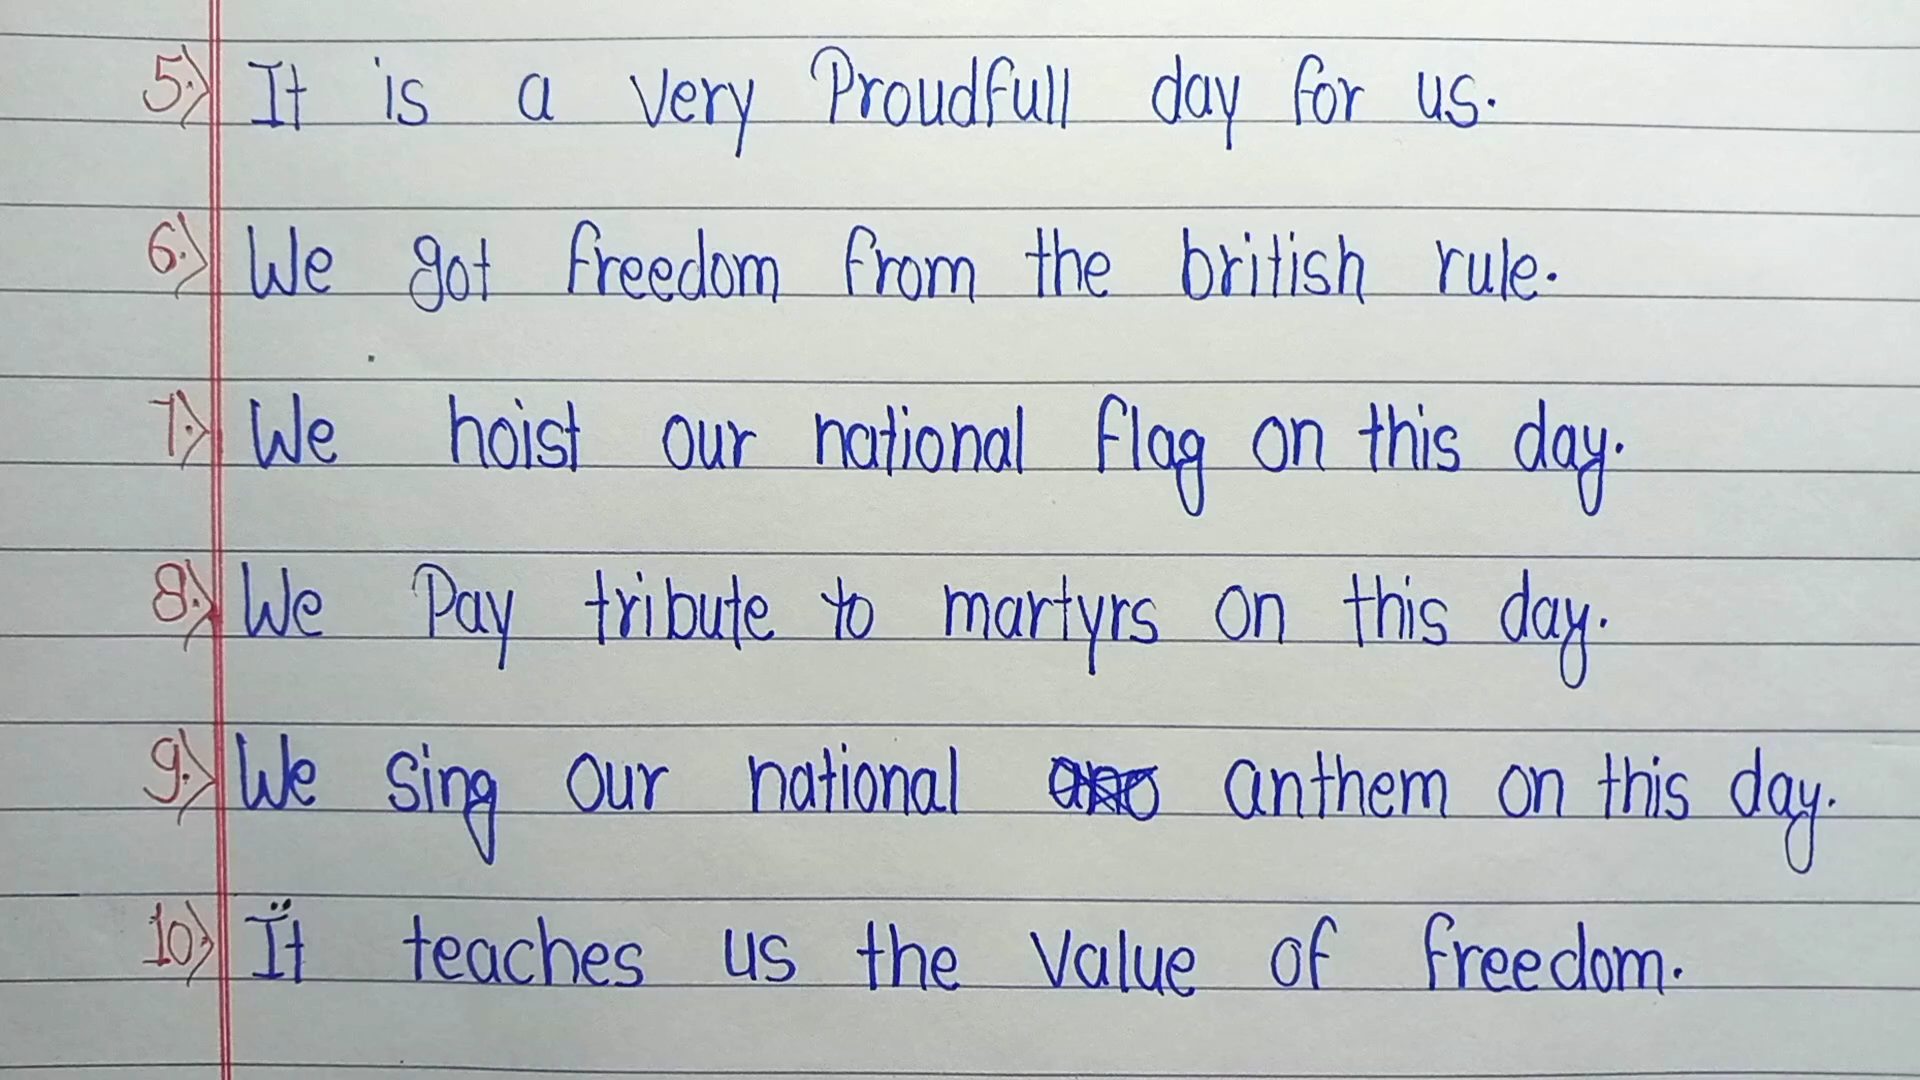 5.) It is a very Proudfull day for us.
6.) We got freedom from the british rule.
7.) We hoist our national flag on this day.
8.) We Pay tribute to martyrs on this day.
9.) We sing our national anthem on this day.
10.) It teaches us the value of freedom.